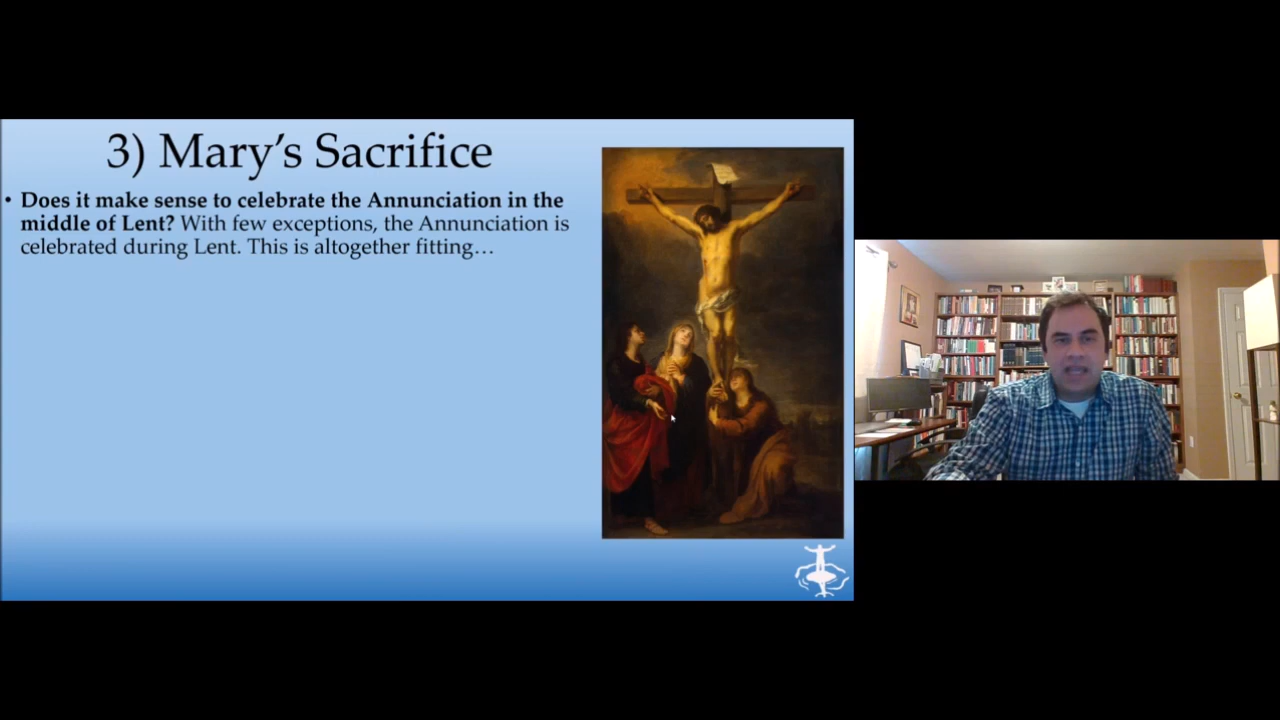 3) Mary's Sacrifice
• Does it make sense to celebrate the Annunciation in the
middle of Lent? With few exceptions, the Annunciation is
celebrated during Lent. This is altogether fitting…